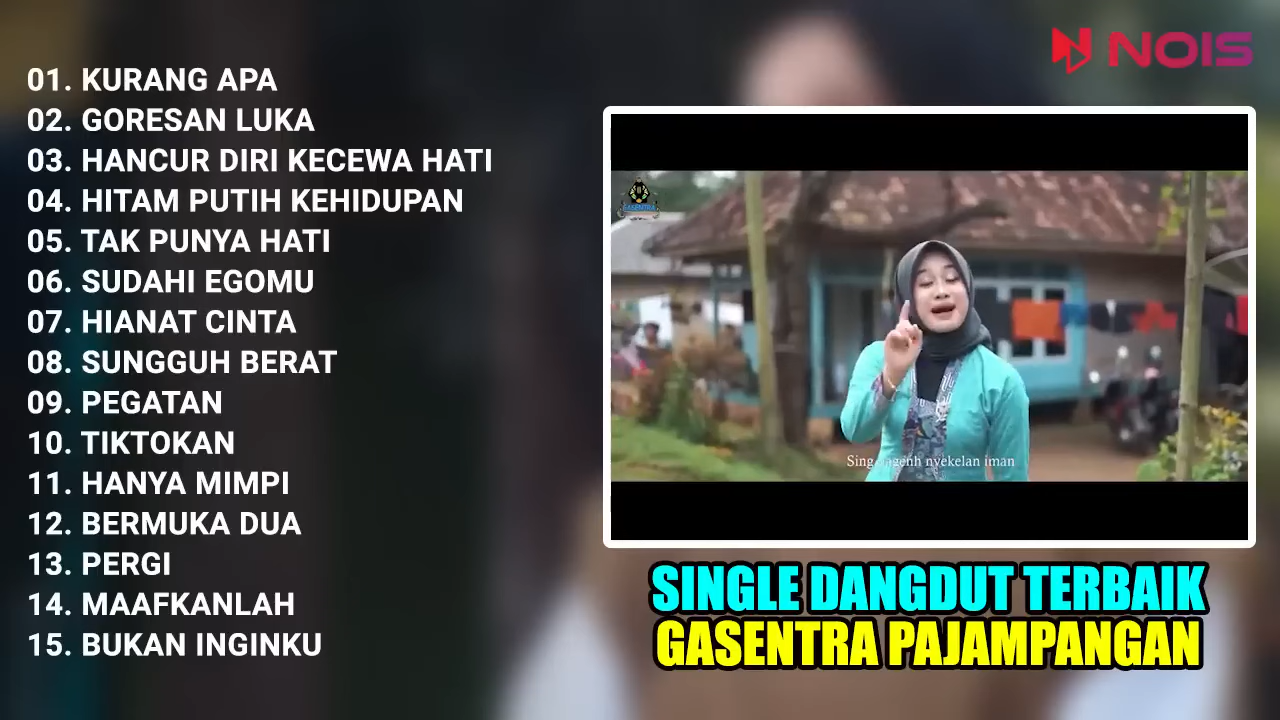 01. KURANG APA
02. GORESAN LUKA
03. HANCUR DIRI KECEWA HATI
04. HITAM PUTIH KEHIDUPAN
05. TAK PUNYA HATI
06. SUDAHI EGOMU
07. HIANAT CINTA
08. SUNGGUH BERAT
09. PEGATAN
10. TIKTOKAN
11. HANYA MIMPI
12. BERMUKA DUA
13. PERGI
14. MAAFKANLAH
15. BUKAN INGINKU
NOIS
GASENTRA
Sing nyekelan iman
SINGLE DANGDUT TERBAIK
GASENTRA PAJAMPANGAN